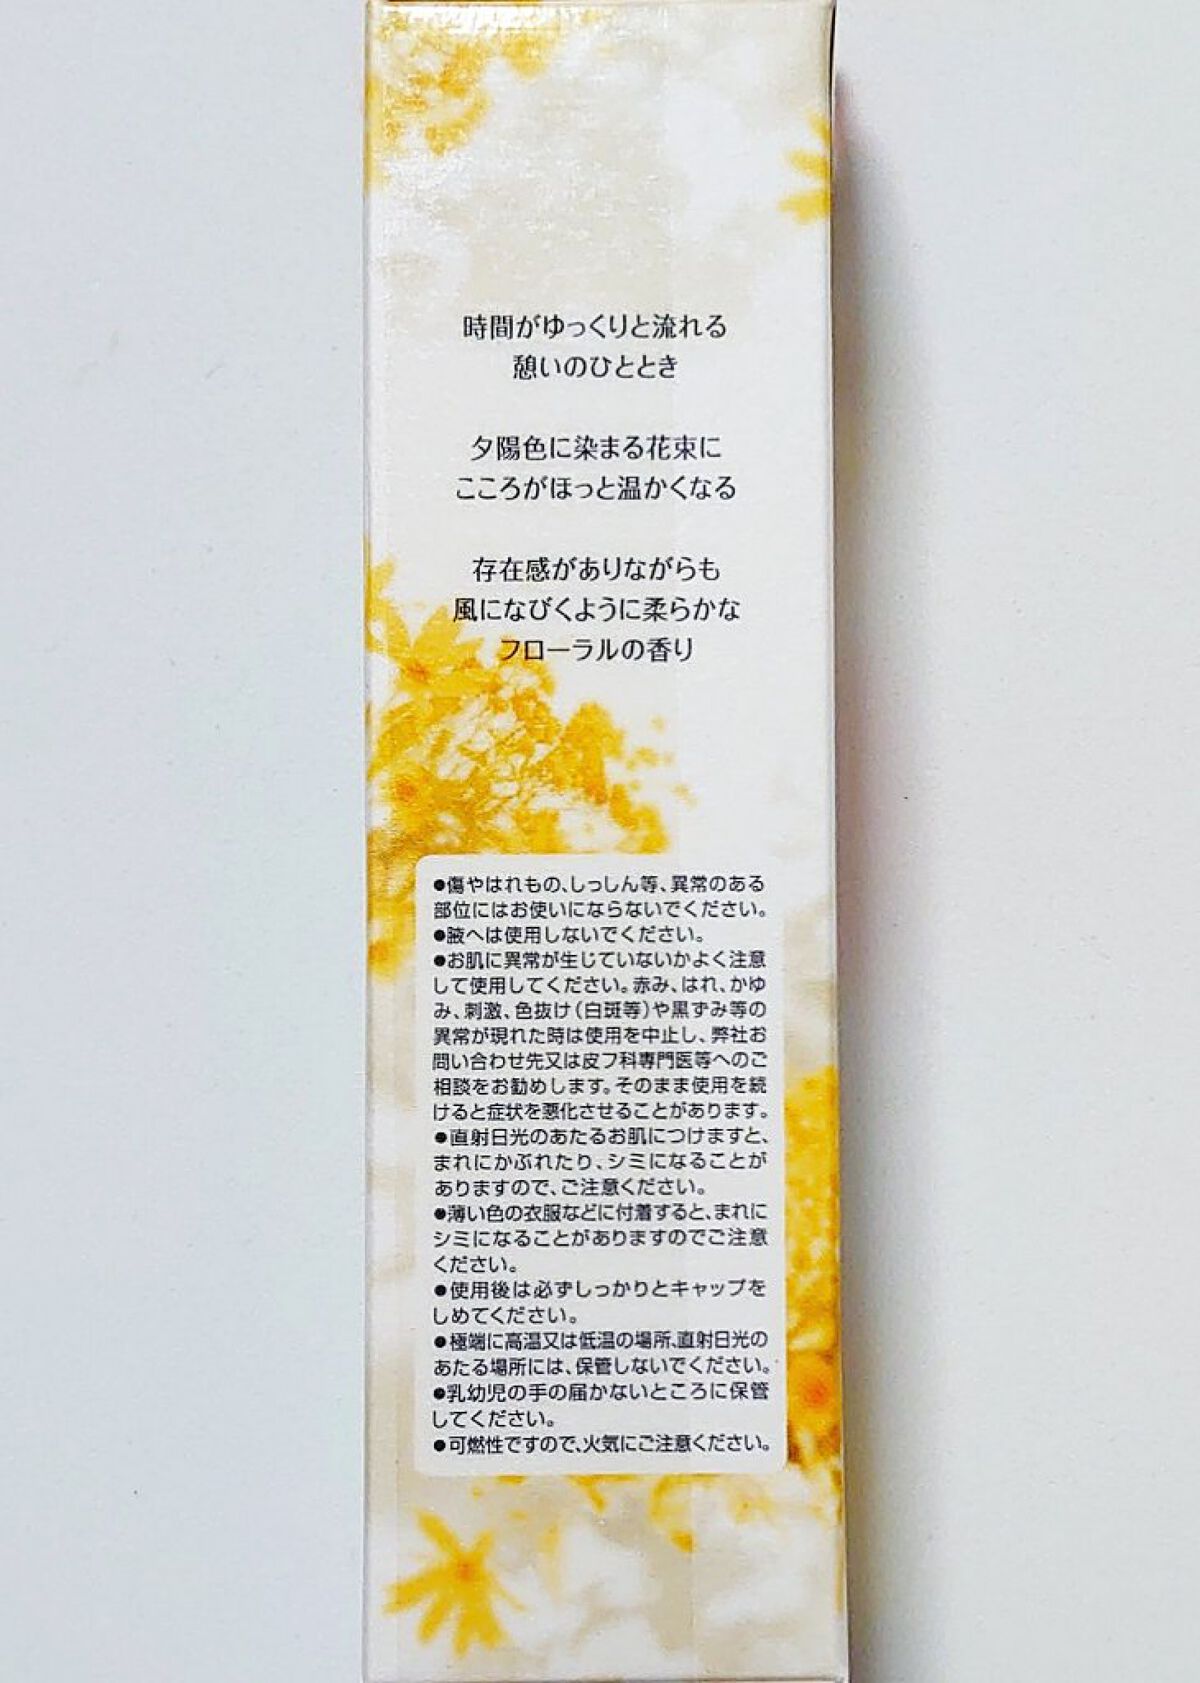 時間がゆっくりと流れる
憩いのひととき
夕陽色に染まる花束に
こころがほっと温かくなる
存在感がありながらも
風になびくように柔らかな
フローラルの香り
●傷やはれもの、しっしん等、異常のある
部位にはお使いにならないでください。
●腋へは使用しないでください。
●お肌に異常が生じていないかよく注意
して使用してください。赤み、はれ、かゆ
み、刺激、色抜け(白斑等)や黒ずみ等の
異常が現れた時は使用を中止し、弊社お
問い合わせ先又は皮フ科専門医等へのご
相談をお勧めします。そのまま使用を続
けると症状を悪化させることがあります。
●直射日光のあたるお肌につけますと、
まれにかぶれたり、シミになることが
ありますので、ご注意ください。
●薄い色の衣服などに付着すると、まれに
シミになることがありますのでご注意
ください。
●使用後は必ずしっかりとキャップを
しめてください。
●極端に高温又は低温の場所、直射日光の
あたる場所には、保管しないでください。
●乳幼児の手の届かないところに保管
してください。
●可燃性ですので、火気にご注意ください。